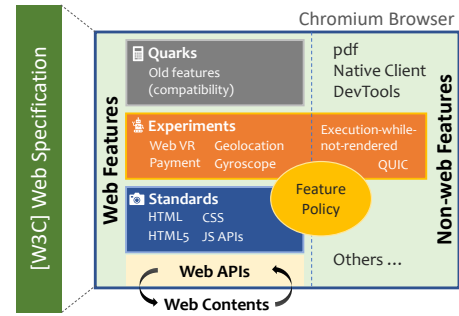 Chromium Browser
[W3C] Web Specification
Web Features
Quarks
Old features
(compatibility)
pdf
Native Client
DevTools
Experiments
Web VR Geolocation
Payment Gyroscope
Execution-while-
not-rendered
QUIC
Feature
Policy
Standards
HTML CSS
HTML5 JS APIs
Others ...
Non-web Features
Web APIs
Web Contents